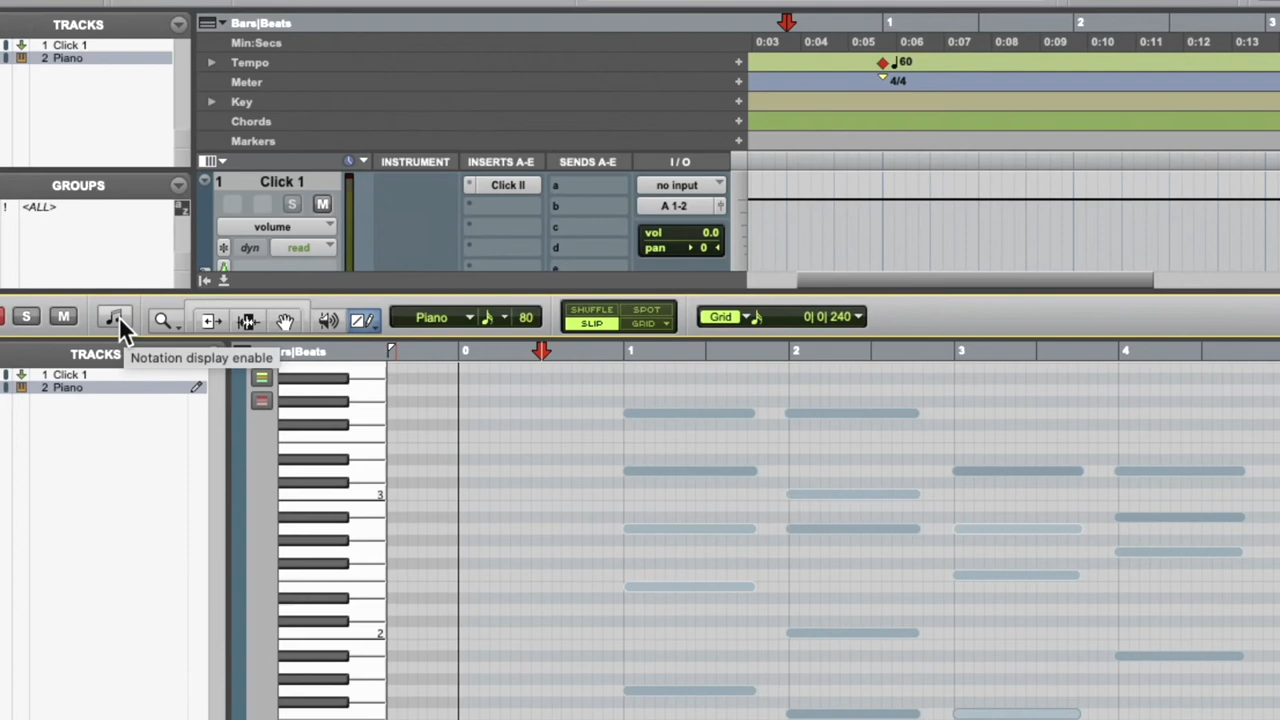 TRACKS
1 Click 1
2 Piano
GROUPS
! <ALL>
a
z
Bars|Beats
1 2 3
Min:Secs
0:03 0:04 0:05 0:06 0:07 0:08 0:09 0:10 0:11 0:12 0:13
Tempo + 60
Meter + 4/4
Key +
Chords +
Markers +
INSTRUMENT INSERTS A-E SENDS A-E I / O
1 Click 1
S M
volume
dyn read
Click II
a
b
c
d
no input
A 1-2
vol 0.0
pan 0
S M
Piano 80
SHUFFLE SPOT
SLIP GRID
Grid 0| 0| 240
Notation display enable
TRACKS
1 Click 1
2 Piano
rs|Beats
0 1 2 3 4
3
2